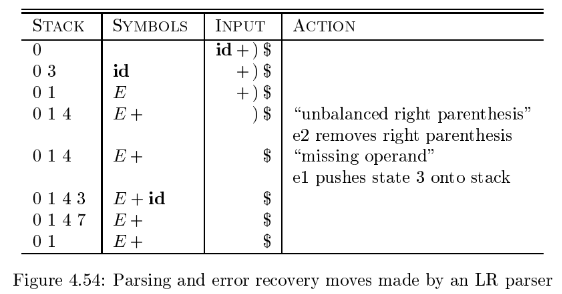 STACK SYMBOLS INPUT ACTION
0 id + ) $
0 3 id + ) $
0 1 E + ) $
0 1 4 E + ) $ “unbalanced right parenthesis”
e2 removes right parenthesis
0 1 4 E + $ “missing operand”
e1 pushes state 3 onto stack
0 1 4 3 E + id $
0 1 4 7 E + $
0 1 E + $
Figure 4.54: Parsing and error recovery moves made by an LR parser